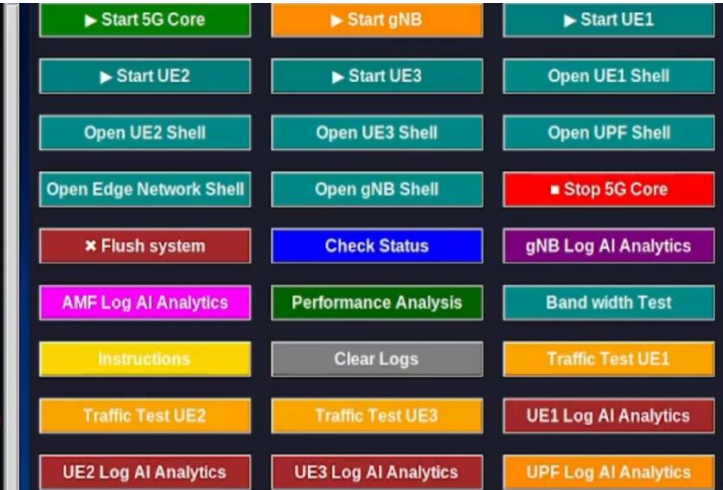 ▶ Start 5G Core
▶ Start gNB
▶ Start UE1
▶ Start UE2
▶ Start UE3
Open UE1 Shell
Open UE2 Shell
Open UE3 Shell
Open UPF Shell
Open Edge Network Shell
Open gNB Shell
■ Stop 5G Core
✖ Flush system
Check Status
gNB Log AI Analytics
AMF Log AI Analytics
Performance Analysis
Band width Test
Instructions
Clear Logs
Traffic Test UE1
Traffic Test UE2
Traffic Test UE3
UE1 Log AI Analytics
UE2 Log AI Analytics
UE3 Log AI Analytics
UPF Log AI Analytics